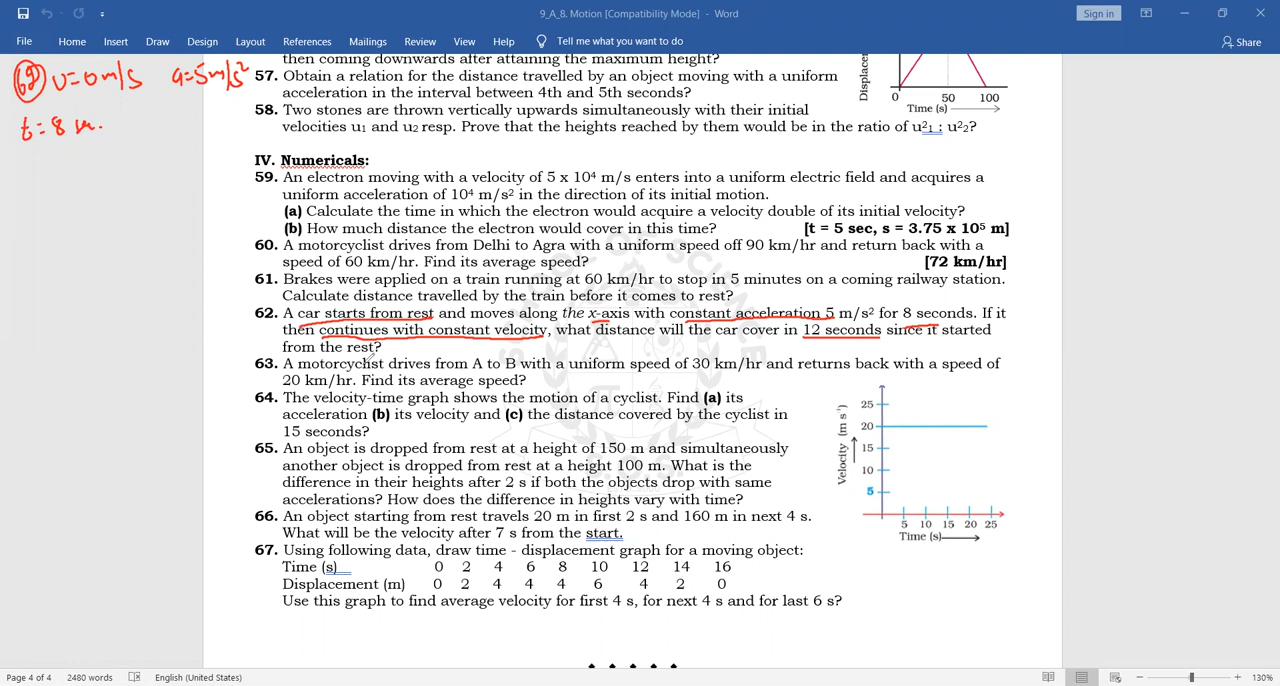 9_A_8. Motion [Compatibility Mode] - Word
Sign in
File Home Insert Draw Design Layout References Mailings Review View Help Tell me what you want to do Share
62 u=0 m/s a=5 m/s²
t = 8 
then coming downwards after attaining the maximum height?
57. Obtain a relation for the distance travelled by an object moving with a uniform
acceleration in the interval between 4th and 5th seconds?
58. Two stones are thrown vertically upwards simultaneously with their initial
velocities u1 and u2 resp. Prove that the heights reached by them would be in the ratio of u²1 : u²2?
Displace
0 50 100
Time (s)
IV. Numericals:
59. An electron moving with a velocity of 5 x 10⁴ m/s enters into a uniform electric field and acquires a
uniform acceleration of 10⁴ m/s² in the direction of its initial motion.
(a) Calculate the time in which the electron would acquire a velocity double of its initial velocity?
(b) How much distance the electron would cover in this time? [t = 5 sec, s = 3.75 x 10⁵ m]
60. A motorcyclist drives from Delhi to Agra with a uniform speed off 90 km/hr and return back with a
speed of 60 km/hr. Find its average speed? [72 km/hr]
61. Brakes were applied on a train running at 60 km/hr to stop in 5 minutes on a coming railway station.
Calculate distance travelled by the train before it comes to rest?
62. A car starts from rest and moves along the x-axis with constant acceleration 5 m/s² for 8 seconds. If it
then continues with constant velocity, what distance will the car cover in 12 seconds since it started
from the rest?
63. A motorcyclist drives from A to B with a uniform speed of 30 km/hr and returns back with a speed of
20 km/hr. Find its average speed?
64. The velocity-time graph shows the motion of a cyclist. Find (a) its
acceleration (b) its velocity and (c) the distance covered by the cyclist in
15 seconds?
65. An object is dropped from rest at a height of 150 m and simultaneously
another object is dropped from rest at a height 100 m. What is the
difference in their heights after 2 s if both the objects drop with same
accelerations? How does the difference in heights vary with time?
66. An object starting from rest travels 20 m in first 2 s and 160 m in next 4 s.
What will be the velocity after 7 s from the start.
67. Using following data, draw time - displacement graph for a moving object:
Time (s) 0 2 4 6 8 10 12 14 16
Displacement (m) 0 2 4 4 4 6 4 2 0
Use this graph to find average velocity for first 4 s, for next 4 s and for last 6 s?
Velocity (m s⁻¹)
25
20
15
10
5
5 10 15 20 25
Time (s)
Page 4 of 4 2480 words English (United States) 130%